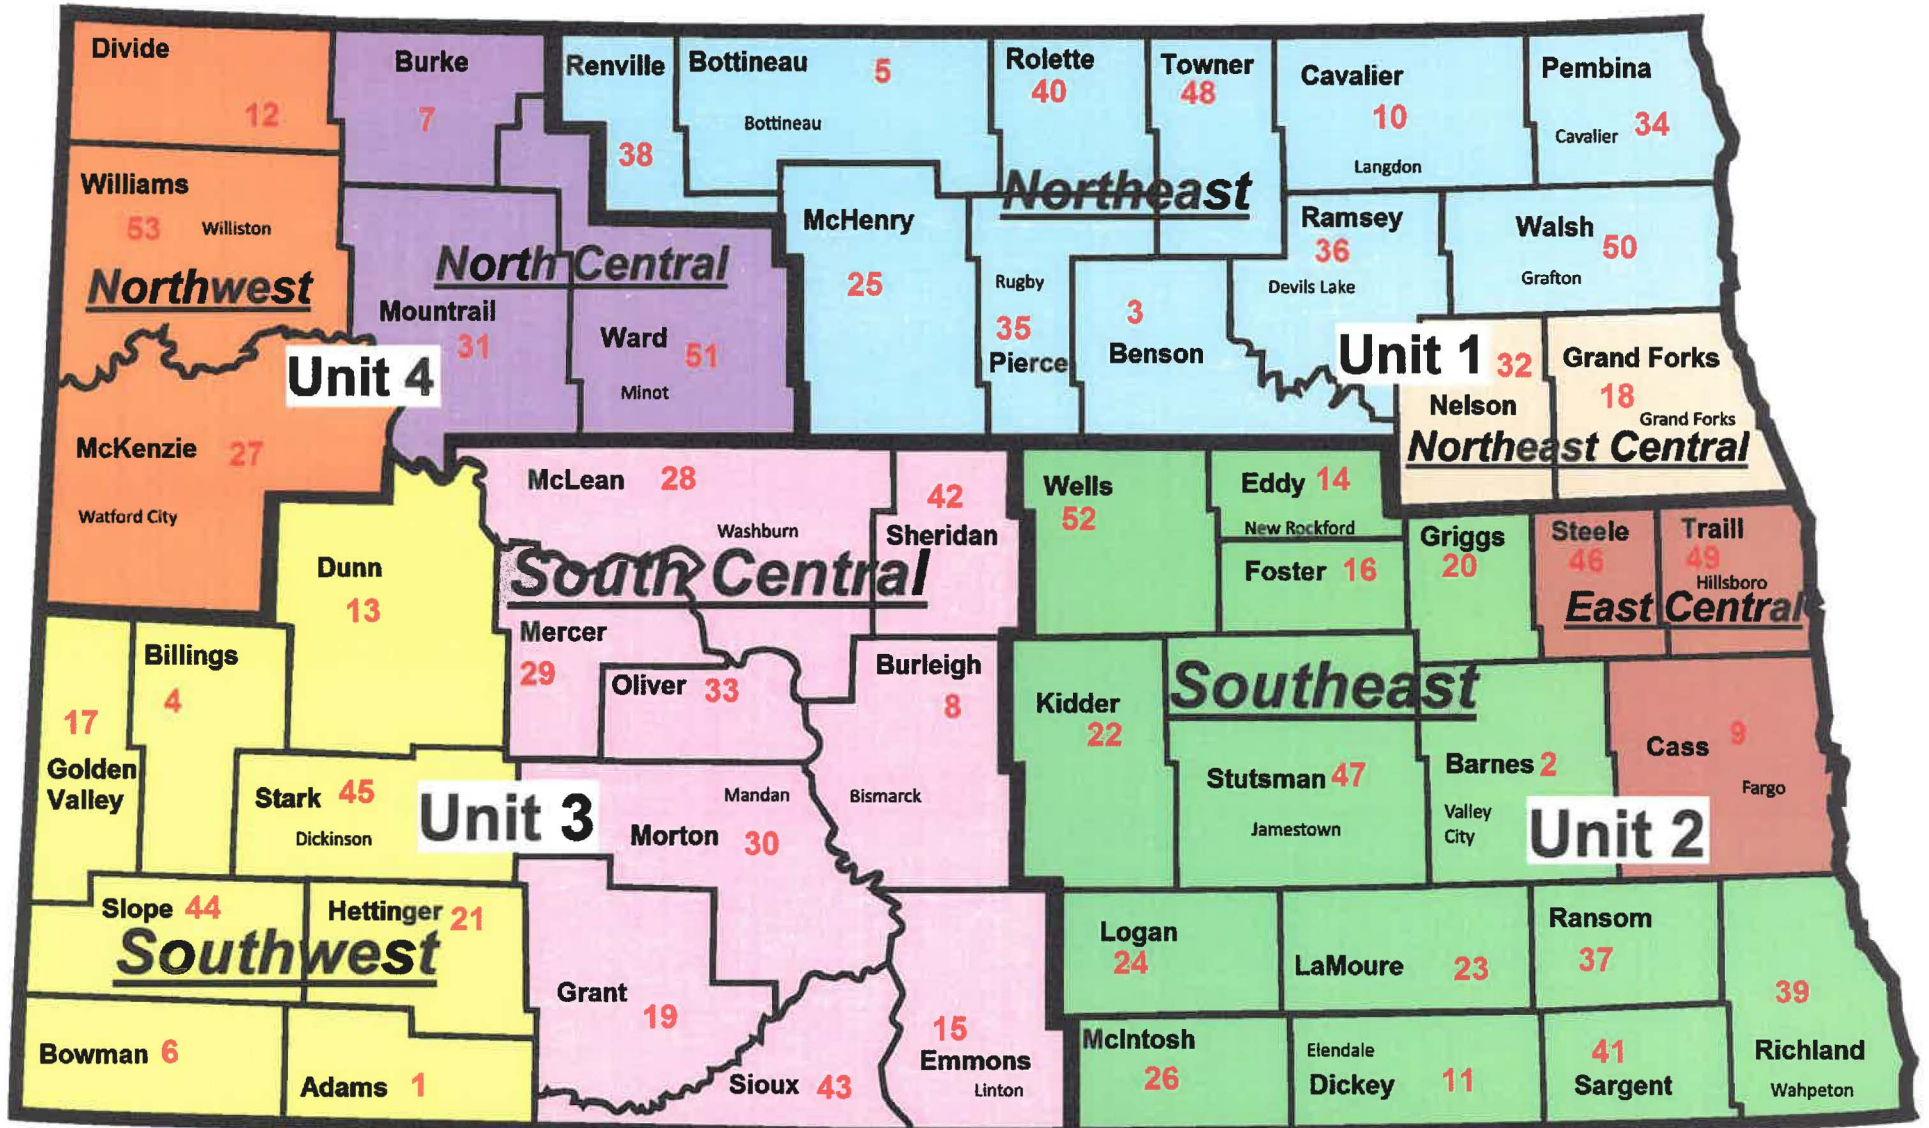 Divide
12
Burke
7
Renville
38
Bottineau 5
Bottineau
Rolette
40
Towner
48
Cavalier
10
Langdon
Pembina
Cavalier 34
Williams
53 Williston
Northwest
North Central
Mountrail
31
Ward 51
Minot
McHenry
25
Northeast
Rugby
35
Pierce
3
Benson
Ramsey
36
Devils Lake
Walsh 50
Grafton
Unit 4
Unit 1
32
Nelson
Grand Forks
18
Grand Forks
Northeast Central
McKenzie 27
Watford City
McLean 28
Washburn
42
Sheridan
South Central
Wells
52
Eddy 14
New Rockford
Foster 16
Griggs
20
Steele
46
Traill
49
Hillsboro
East Central
Dunn
13
Mercer
29
Oliver 33
Burleigh
8
Bismarck
Billings
4
17
Golden
Valley
Stark 45
Dickinson
Unit 3
Mandan
Morton 30
Kidder
22
Southeast
Stutsman 47
Jamestown
Barnes 2
Valley
City
Cass 9
Fargo
Unit 2
Slope 44
Hettinger 21
Southwest
Grant
19
Bowman 6
Adams 1
Sioux 43
15
Emmons
Linton
Logan
24
LaMoure 23
Ransom
37
39
Richland
Wahpeton
McIntosh
26
Elendale
Dickey 11
41
Sargent